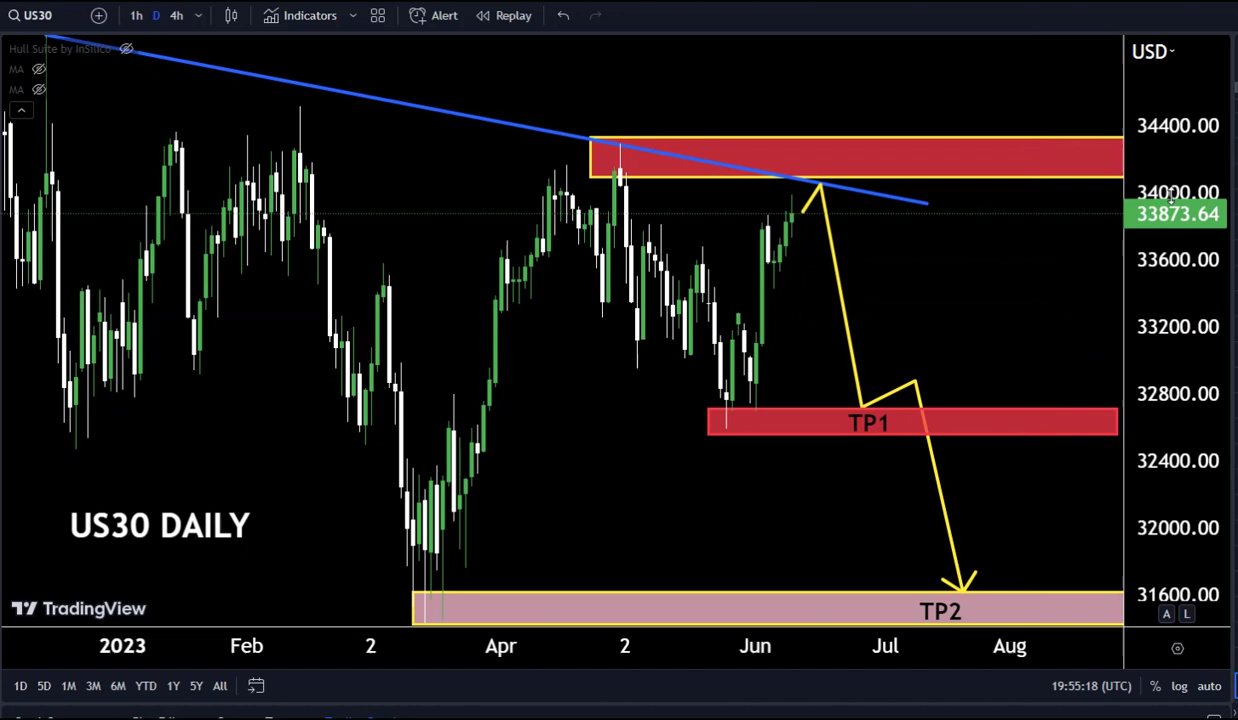 US30 1h D 4h Indicators Alert Replay
Hull Suite by InSilico
MA
MA
USD
34400.00
34000.00
33873.64
33600.00
33200.00
32800.00
TP1
32400.00
US30 DAILY
32000.00
31600.00
TradingView
TP2
A L
2023 Feb 2 Apr 2 Jun Jul Aug
1D 5D 1M 3M 6M YTD 1Y 5Y All 19:55:18 (UTC) % log auto